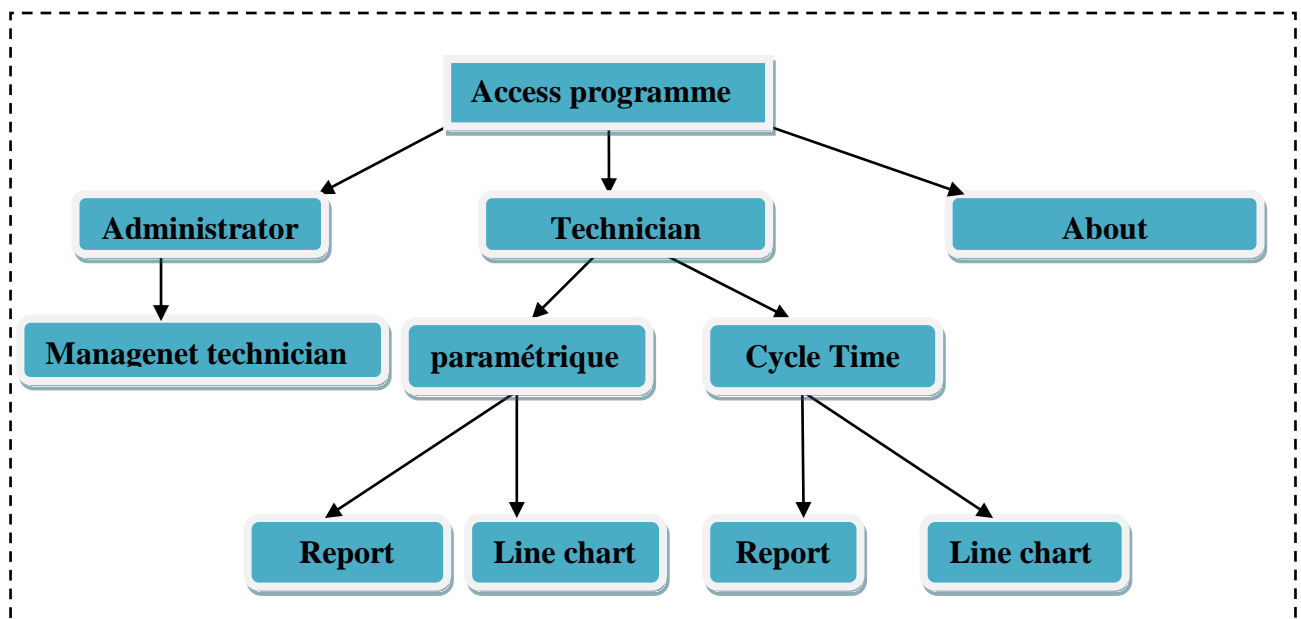 Access programme
Administrator
Technician
About
Managenet technician
paramétrique
Cycle Time
Report
Line chart
Report
Line chart